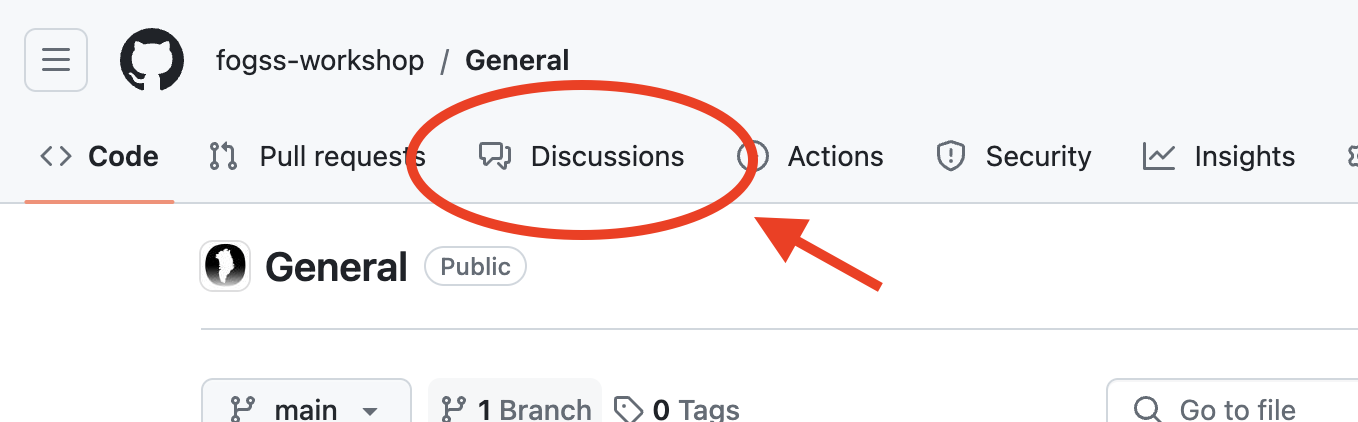 fogss-workshop / General
Code Pull requests Discussions Actions Security Insights
General Public
main 1 Branch 0 Tags Go to file